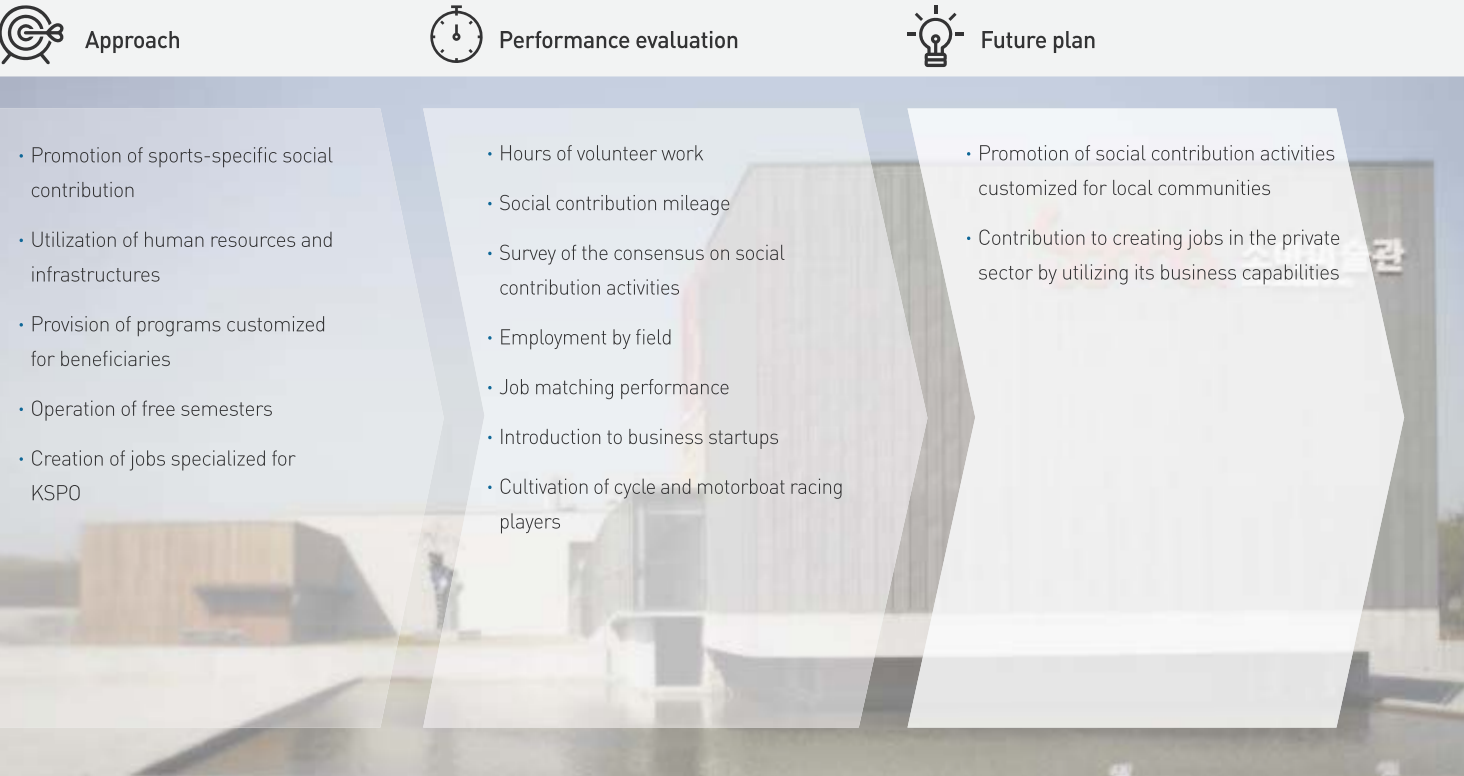 Approach
Performance evaluation
Future plan
· Promotion of sports-specific social
contribution
· Utilization of human resources and
infrastructures
· Provision of programs customized
for beneficiaries
· Operation of free semesters
· Creation of jobs specialized for
KSPO
· Hours of volunteer work
· Social contribution mileage
· Survey of the consensus on social
contribution activities
· Employment by field
· Job matching performance
· Introduction to business startups
· Cultivation of cycle and motorboat racing
players
· Promotion of social contribution activities
customized for local communities
· Contribution to creating jobs in the private
sector by utilizing its business capabilities